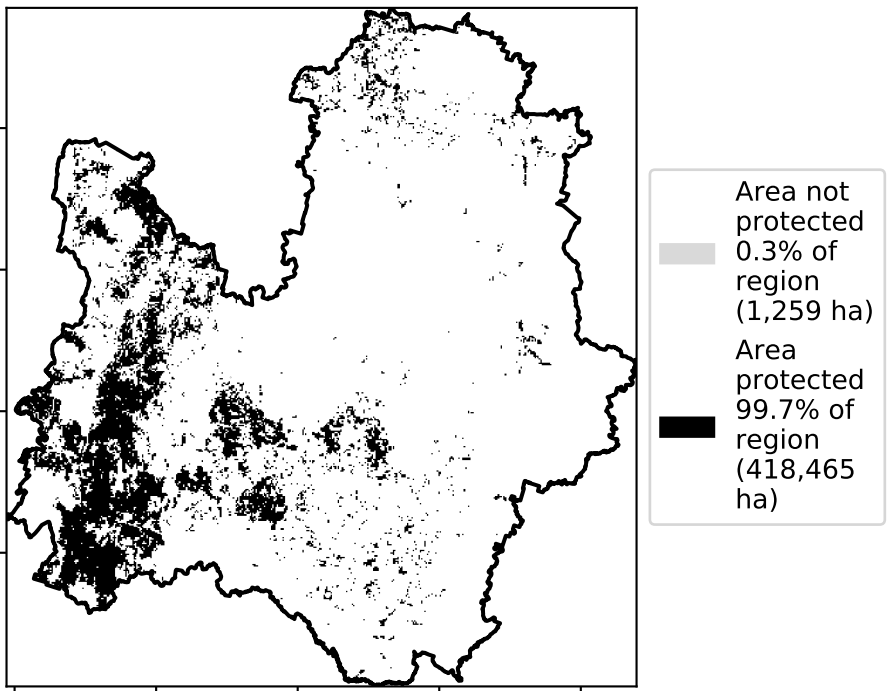 Area not
protected
0.3% of
region
(1,259 ha)
Area
protected
99.7% of
region
(418,465
ha)